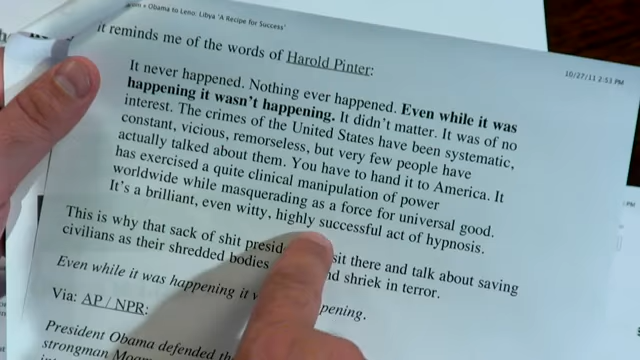 » Obama to Leno: Libya 'A Recipe for Success'
10/27/11 2:53 PM
it reminds me of the words of Harold Pinter:
It never happened. Nothing ever happened. Even while it was
happening it wasn't happening. It didn't matter. It was of no
interest. The crimes of the United States have been systematic,
constant, vicious, remorseless, but very few people have
actually talked about them. You have to hand it to America. It
has exercised a quite clinical manipulation of power
worldwide while masquerading as a force for universal good.
It's a brilliant, even witty, highly successful act of hypnosis.
This is why that sack of shit presid sit there and talk about saving
civilians as their shredded bodies nd shriek in terror.
Even while it was happening it pening.
Via: AP / NPR:
President Obama defended th
strongman
PM